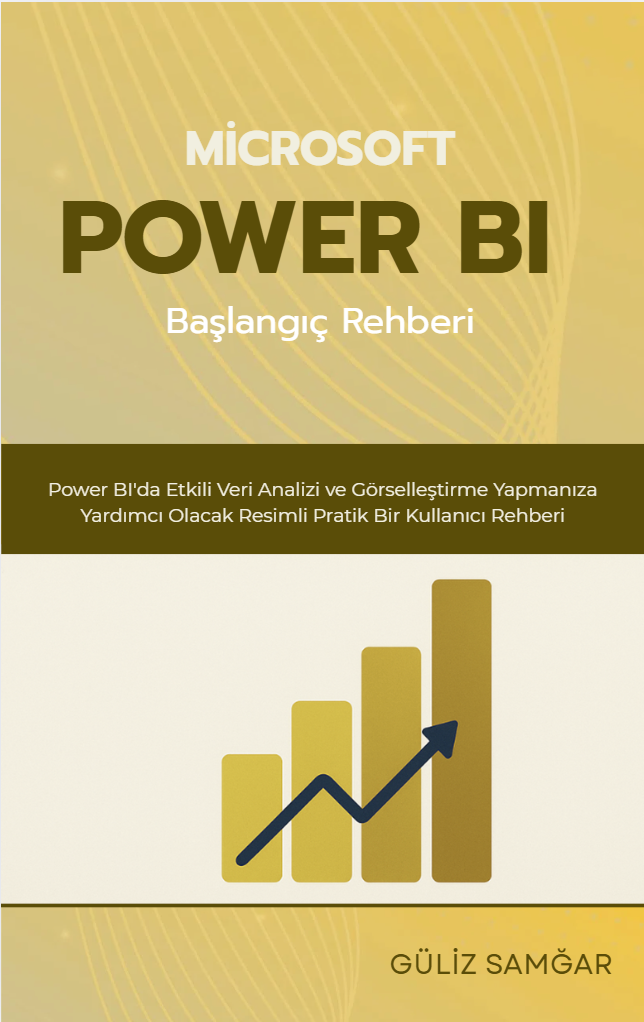 MİCROSOFT
POWER BI
Başlangıç Rehberi
Power BI'da Etkili Veri Analizi ve Görselleştirme Yapmanıza
Yardımcı Olacak Resimli Pratik Bir Kullanıcı Rehberi
GÜLİZ SAMĞAR